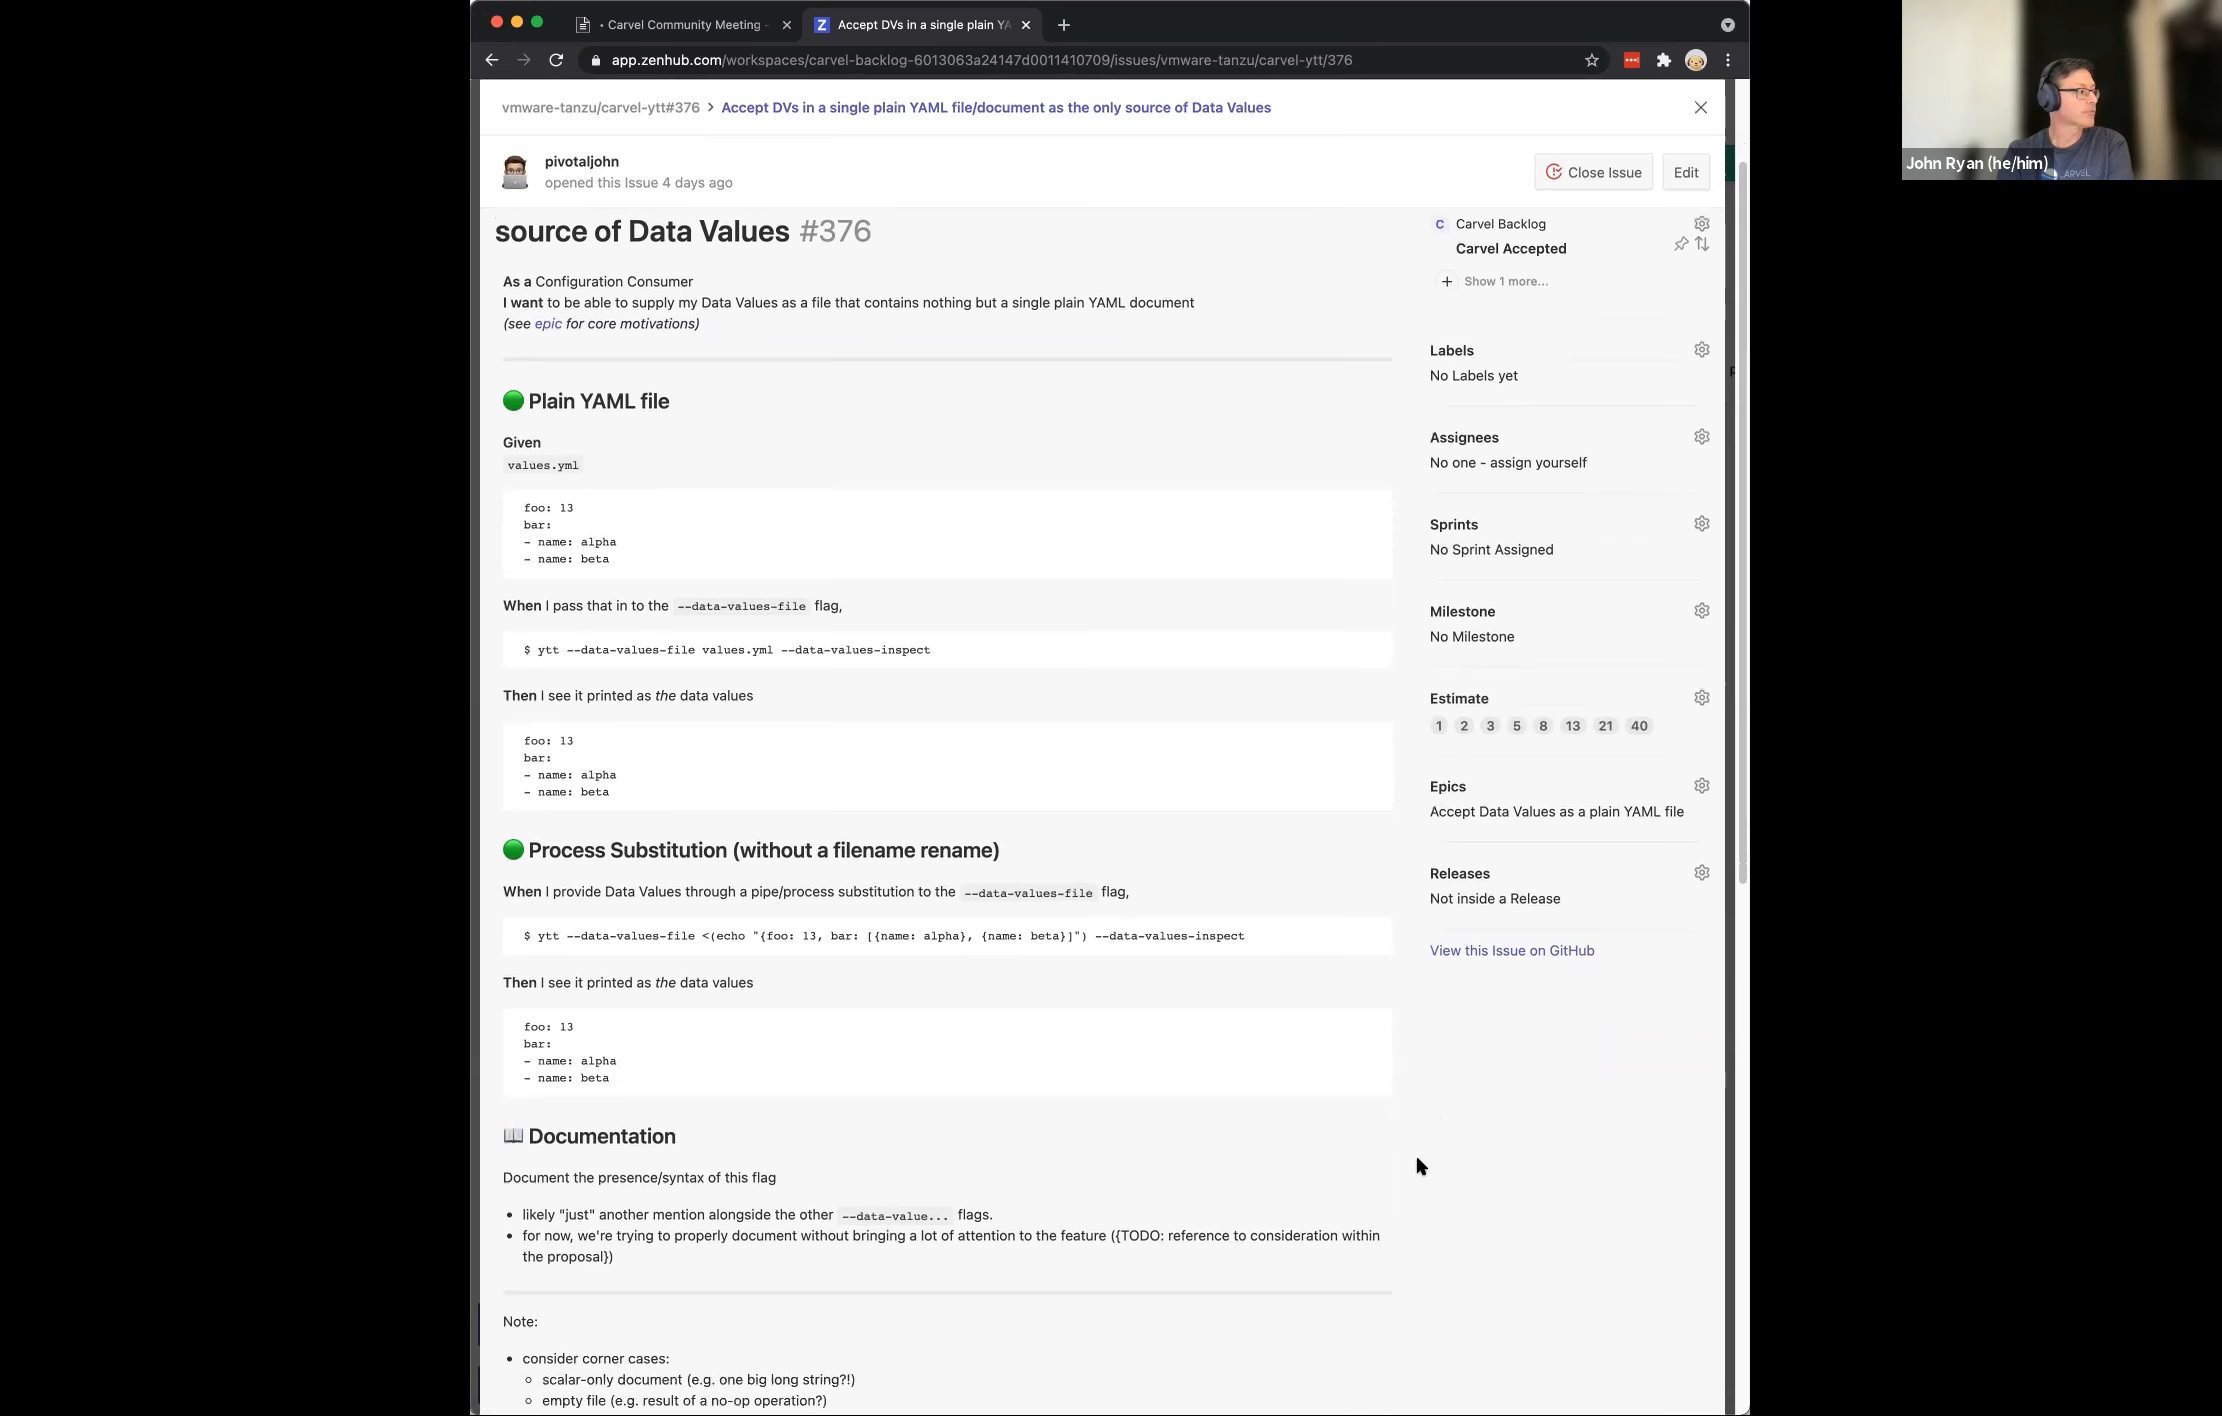 • Carvel Community Meeting -
Accept DVs in a single plain YA
app.zenhub.com/workspaces/carvel-backlog-6013063a24147d0011410709/issues/vmware-tanzu/carvel-ytt/376
vmware-tanzu/carvel-ytt#376 > Accept DVs in a single plain YAML file/document as the only source of Data Values
pivotaljohn
opened this Issue 4 days ago
Close Issue
Edit
source of Data Values #376
As a Configuration Consumer
I want to be able to supply my Data Values as a file that contains nothing but a single plain YAML document
(see epic for core motivations)
Plain YAML file
Given
values.yml
foo: 13
bar:
- name: alpha
- name: beta
When I pass that in to the --data-values-file flag,
$ ytt --data-values-file values.yml --data-values-inspect
Then I see it printed as the data values
foo: 13
bar:
- name: alpha
- name: beta
Process Substitution (without a filename rename)
When I provide Data Values through a pipe/process substitution to the --data-values-file flag,
$ ytt --data-values-file <(echo "{foo: 13, bar: [{name: alpha}, {name: beta}]") --data-values-inspect
Then I see it printed as the data values
foo: 13
bar:
- name: alpha
- name: beta
Documentation
Document the presence/syntax of this flag
• likely "just" another mention alongside the other --data-value... flags.
• for now, we're trying to properly document without bringing a lot of attention to the feature ({TODO: reference to consideration within
the proposal})
Note:
• consider corner cases:
◦ scalar-only document (e.g. one big long string?!)
◦ empty file (e.g. result of a no-op operation?)
C Carvel Backlog
Carvel Accepted
+ Show 1 more...
Labels
No Labels yet
Assignees
No one - assign yourself
Sprints
No Sprint Assigned
Milestone
No Milestone
Estimate
1 2 3 5 8 13 21 40
Epics
Accept Data Values as a plain YAML file
Releases
Not inside a Release
View this Issue on GitHub
John Ryan (he/him)